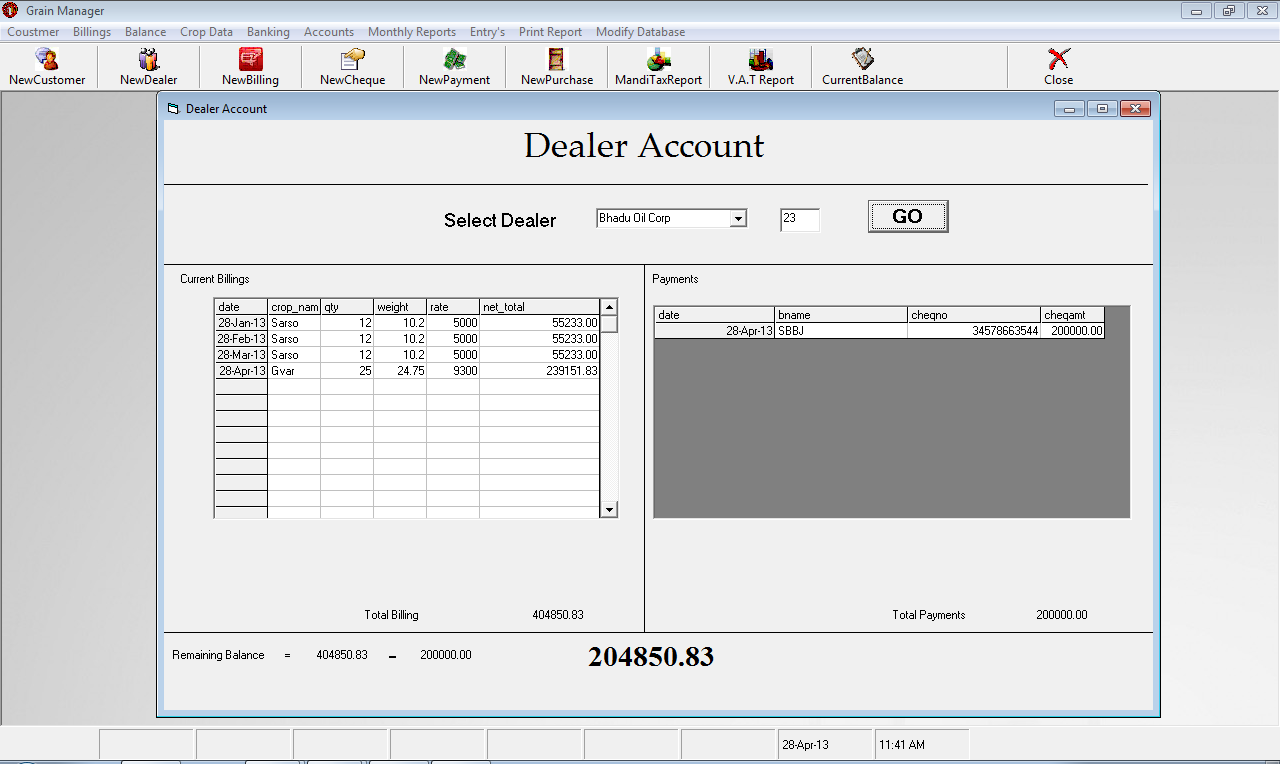 Grain Manager
Coustmer Billings Balance Crop Data Banking Accounts Monthly Reports Entry's Print Report Modify Database
NewCustomer NewDealer NewBilling NewCheque NewPayment NewPurchase MandiTaxReport V.A.T Report CurrentBalance Close
Dealer Account
Dealer Account
Select Dealer Bhadu Oil Corp 23 GO
Current Billings
date crop_nam qty weight rate net_total
28-Jan-13 Sarso 12 10.2 5000 55233.00
28-Feb-13 Sarso 12 10.2 5000 55233.00
28-Mar-13 Sarso 12 10.2 5000 55233.00
28-Apr-13 Gvar 25 24.75 9300 239151.83
Total Billing 404850.83
Payments
date bname cheqno cheqamt
28-Apr-13 SBBJ 34578663544 200000.00
Total Payments 200000.00
Remaining Balance = 404850.83 – 200000.00 204850.83
28-Apr-13 11:41 AM